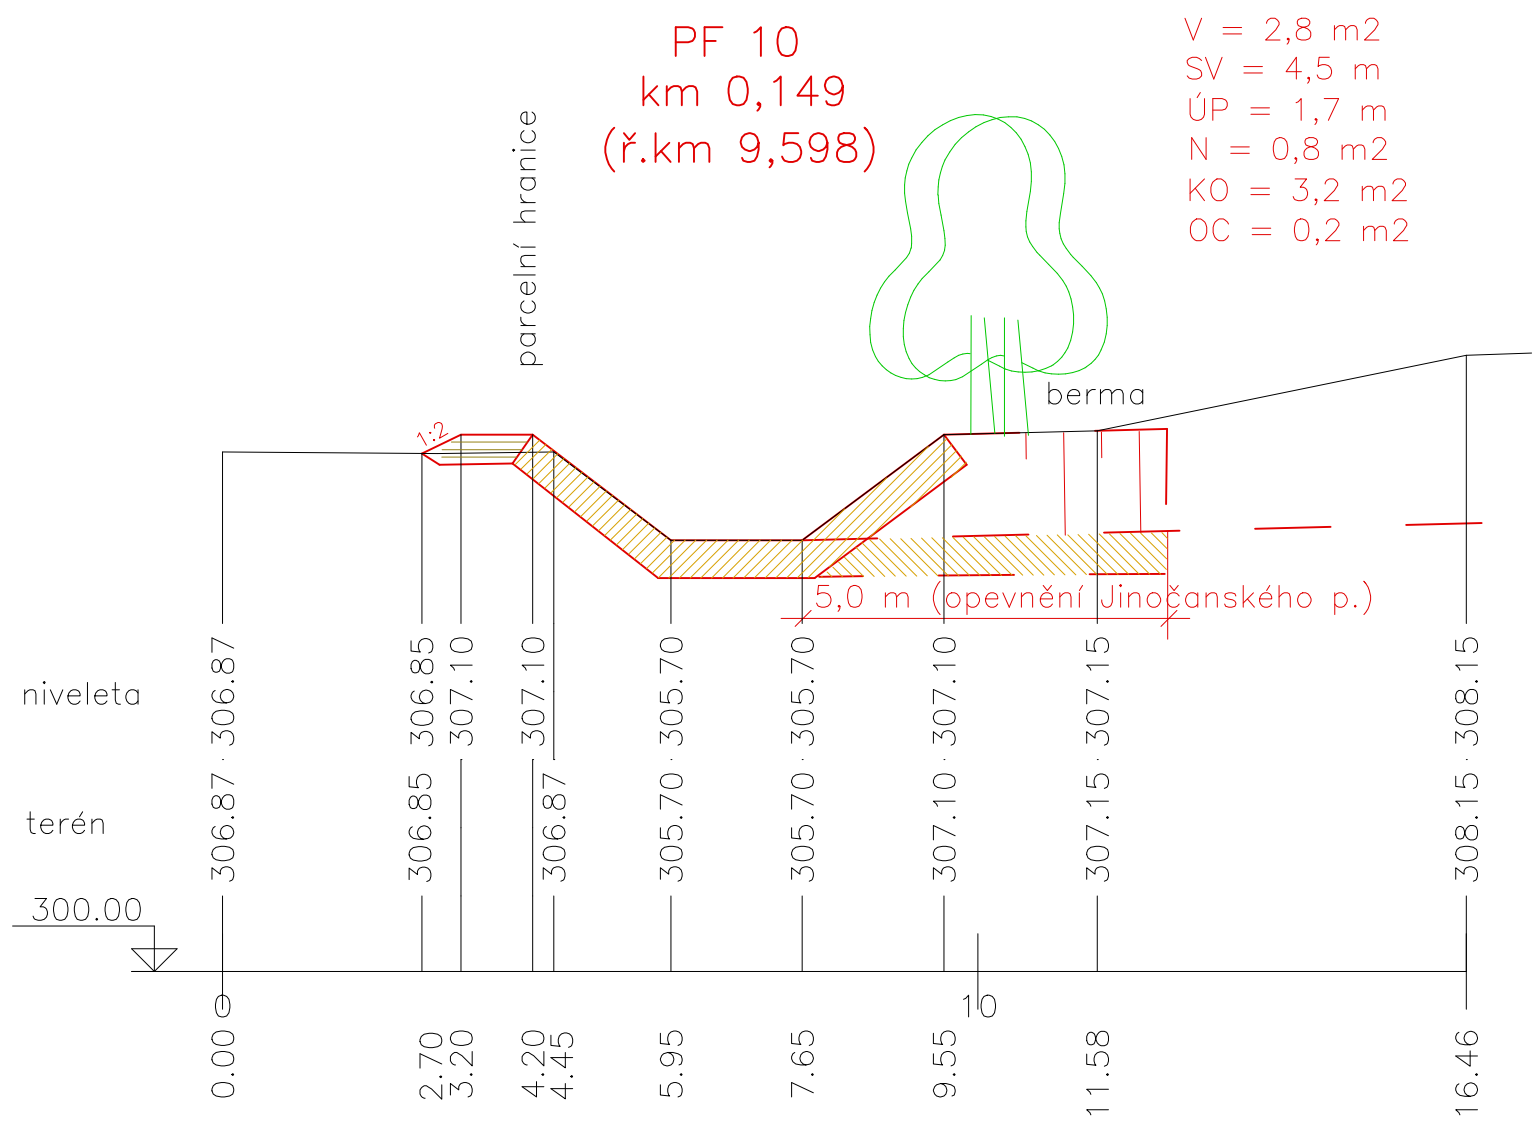 PF 10
km 0,149
(ř.km 9,598)
V = 2,8 m2
SV = 4,5 m
ÚP = 1,7 m
N = 0,8 m2
KO = 3,2 m2
OC = 0,2 m2
parcelní hranice
berma
1:2
5,0 m (opevnění Jinočanského p.)
niveleta
306.87
306.85
307.10
307.10
305.70
305.70
307.10
307.15
308.15
terén
306.87
306.85
306.87
305.70
305.70
307.10
307.15
308.15
300.00
0
10
0.00
2.70
3.20
4.20
4.45
5.95
7.65
9.55
11.58
16.46